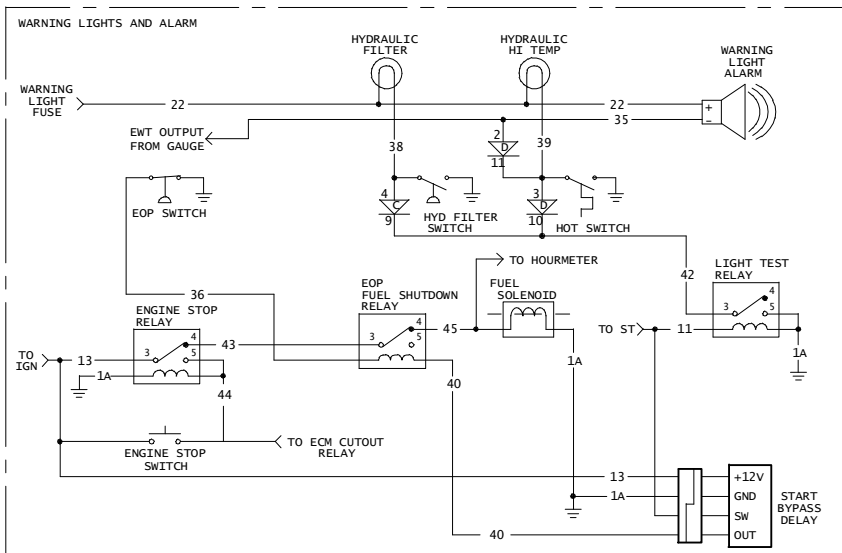 WARNING LIGHTS AND ALARM
HYDRAULIC
FILTER
HYDRAULIC
HI TEMP
WARNING
LIGHT
ALARM
WARNING
LIGHT
FUSE
22
22
+
35
-
EWT OUTPUT
FROM GAUGE
38
2
D
11
39
EOP SWITCH
4
C
9
HYD FILTER
SWITCH
3
D
10
HOT SWITCH
TO HOURMETER
42
LIGHT TEST
RELAY
36
EOP
FUEL SHUTDOWN
RELAY
FUEL
SOLENOID
ENGINE STOP
RELAY
4
3
5
43
4
3
5
45
4
3
5
TO ST
11
TO
IGN
13
1A
44
40
1A
1A
ENGINE STOP
SWITCH
TO ECM CUTOUT
RELAY
13
1A
40
+12V
GND
SW
OUT
START
BYPASS
DELAY